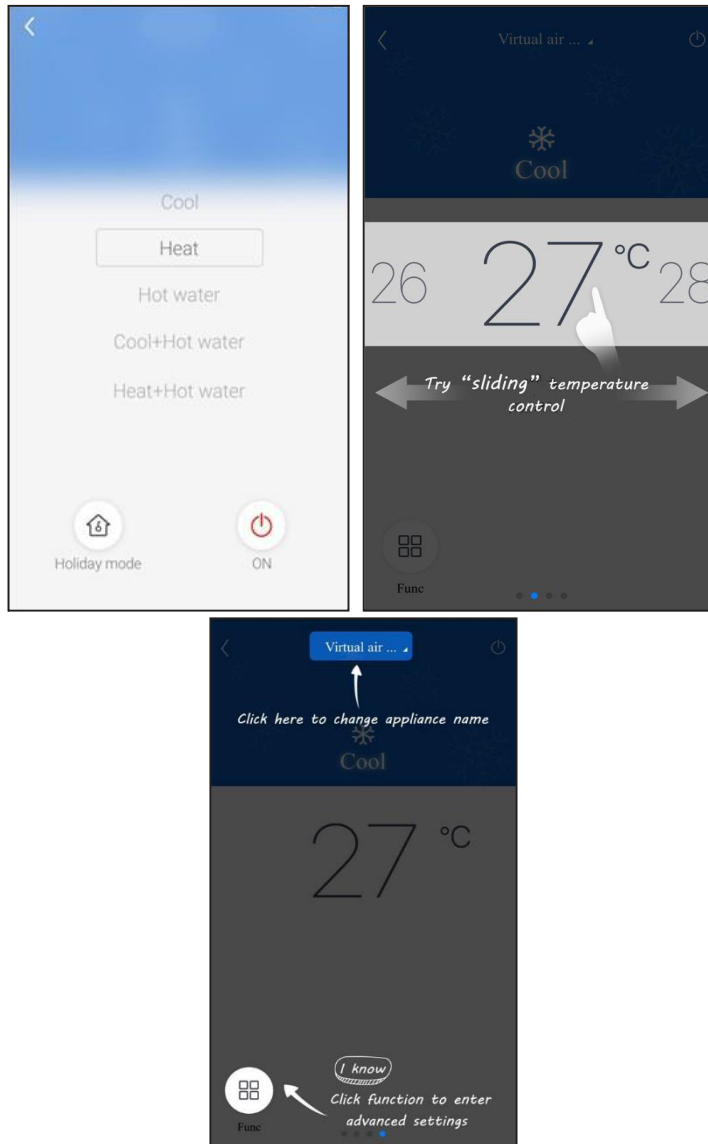 Cool
Heat
Hot water
Cool+Hot water
Heat+Hot water
Holiday mode
ON
Virtual air ...
Cool
26
27°C
28
Try “sliding” temperature
control
Func
Virtual air ...
Click here to change appliance name
Cool
27 °C
I know
Click function to enter
advanced settings
Func